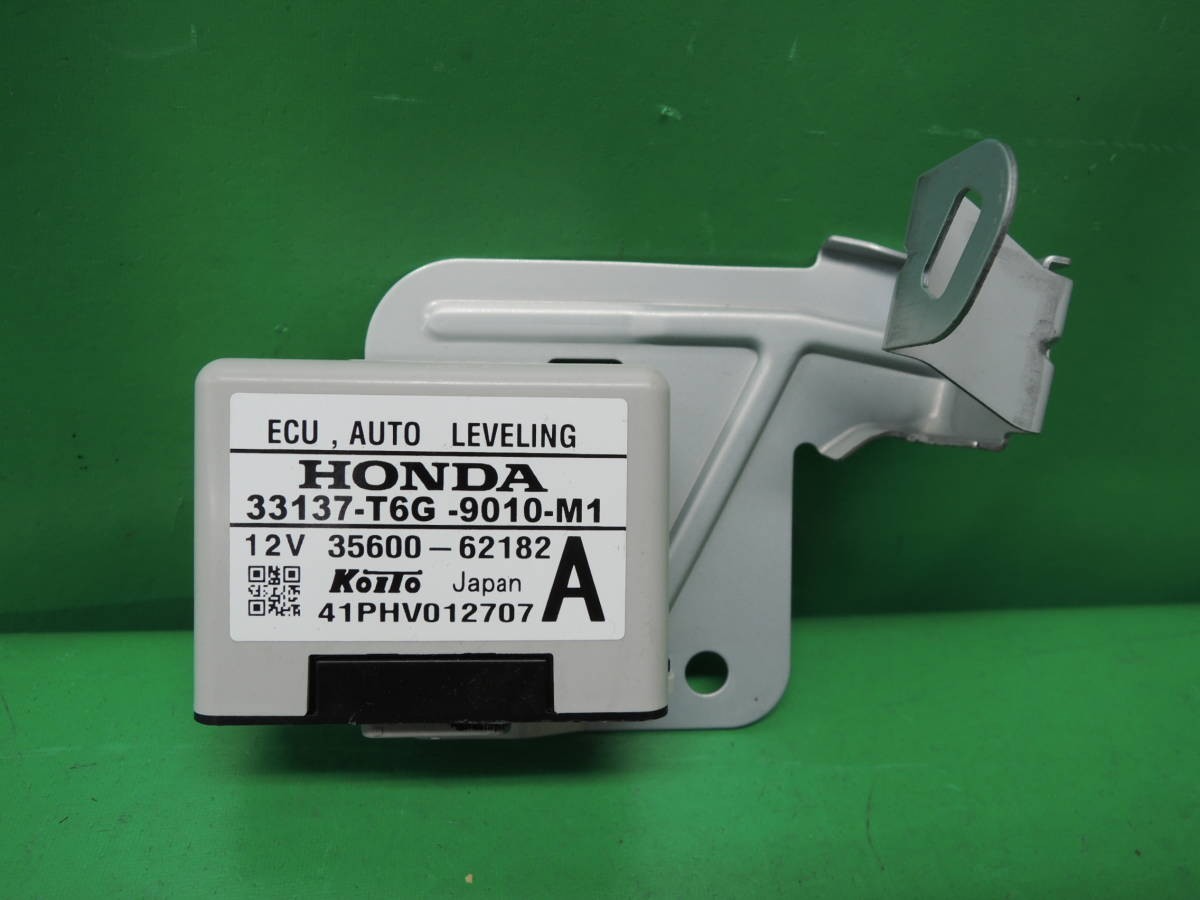 ECU , AUTO LEVELING
HONDA
33137-T6G -9010-M1
12V 35600-62182 A
KOITO Japan
41PHV012707